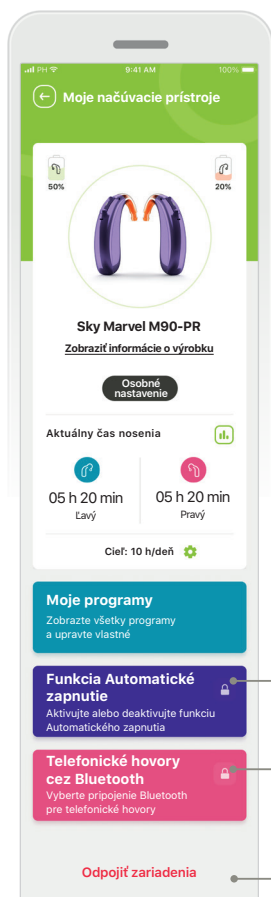 PH 9:41 AM 100%
Moje načúvacie prístroje
50% 20%
Sky Marvel M90-PR
Zobraziť informácie o výrobku
Osobné
nastavenie
Aktuálny čas nosenia
05 h 20 min 05 h 20 min
Ľavý Pravý
Cieľ: 10 h/deň
Moje programy
Zobrazte všetky programy
a upravte vlastné
Funkcia Automatické
zapnutie
Aktivujte alebo deaktivujte funkciu
Automatického zapnutia
Telefonické hovory
cez Bluetooth
Vyberte pripojenie Bluetooth
pre telefonické hovory
Odpojiť zariadenia